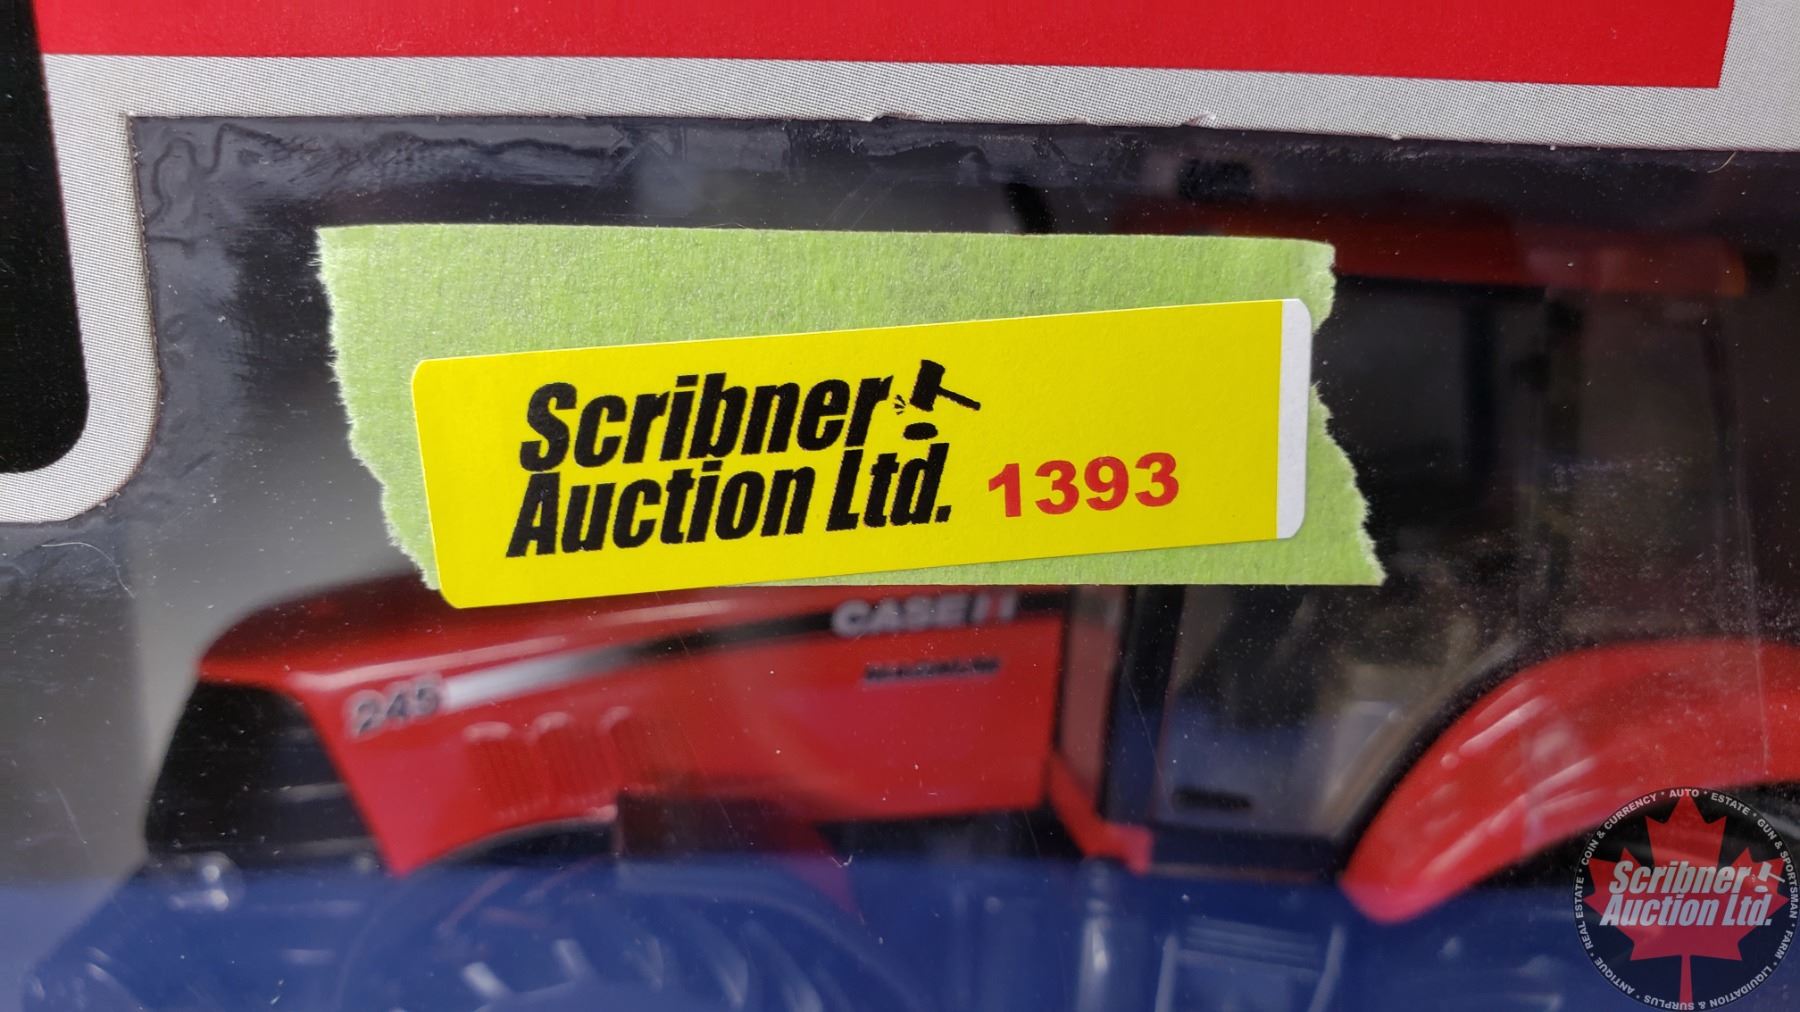 Scribner
Auction Ltd. 1393
CASE IH
MAGNUM
245
REAL ESTATE * COIN & CURRENCY * AUTO * ESTATE * GUN & SPORTSMAN * FARM * LIQUIDATION & SURPLUS * ANTIQUE *
Scribner
Auction Ltd.